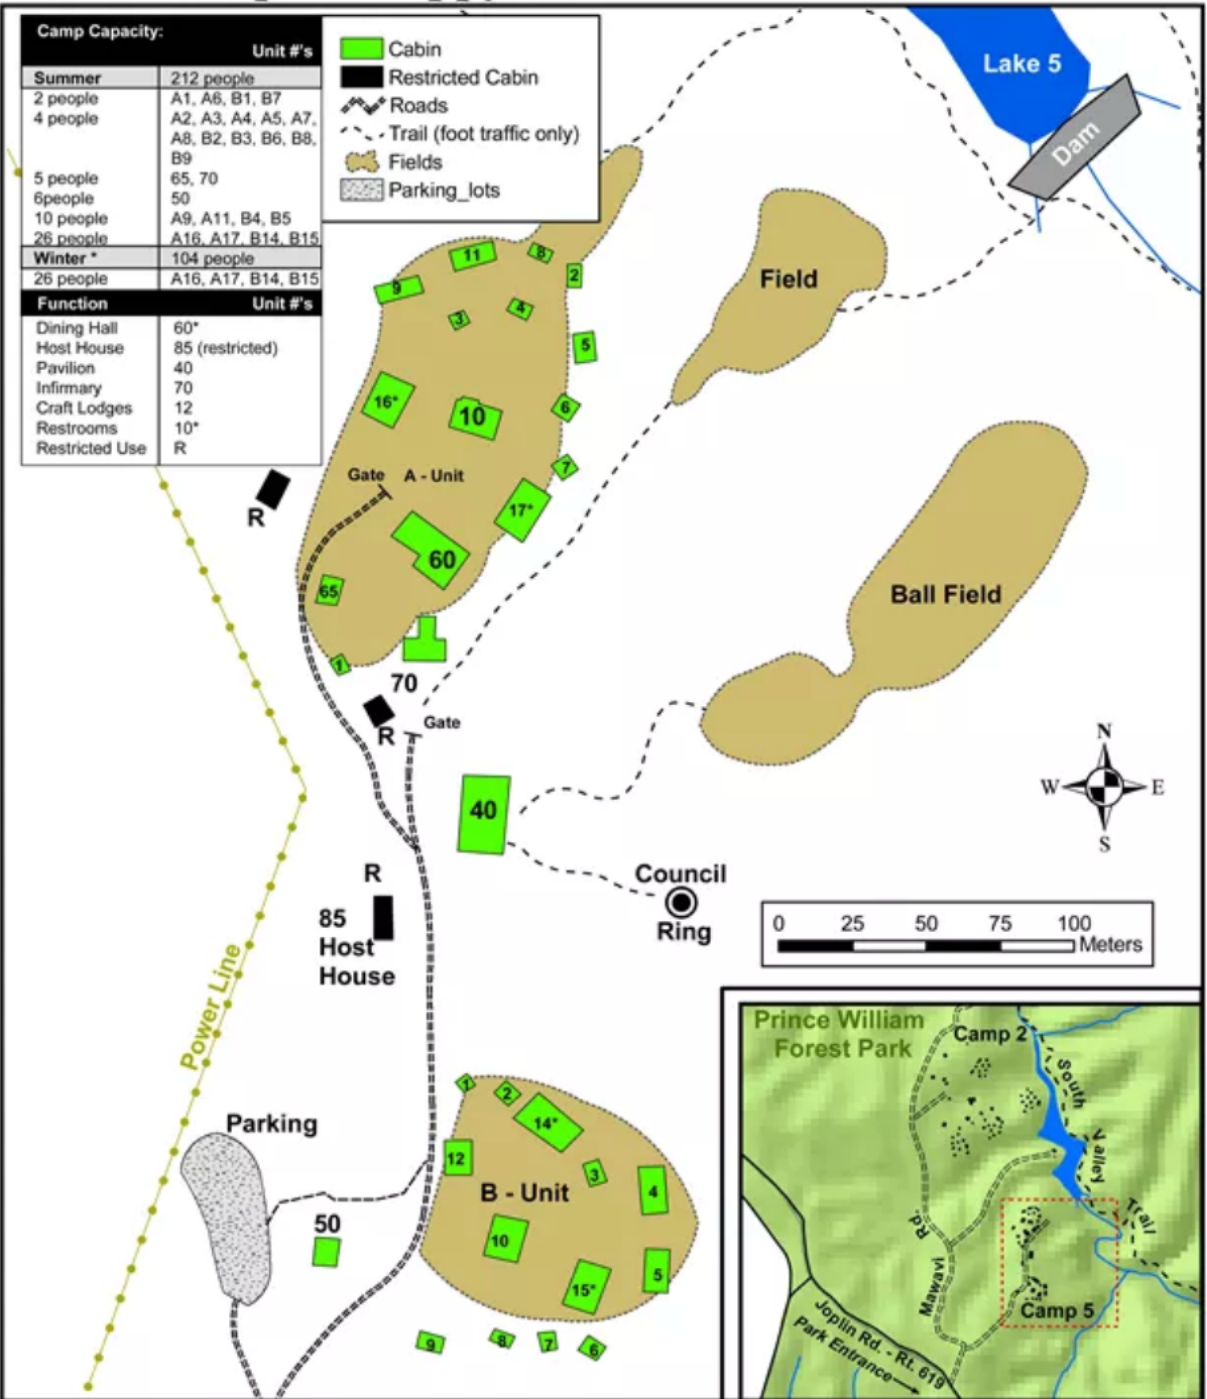 Camp Capacity:
Unit #'s
Summer 212 people
2 people A1, A6, B1, B7
4 people A2, A3, A4, A5, A7,
A8, B2, B3, B6, B8,
B9
5 people 65, 70
6people 50
10 people A9, A11, B4, B5
26 people A16, A17, B14, B15
Winter * 104 people
26 people A16, A17, B14, B15
Function Unit #'s
Dining Hall 60*
Host House 85 (restricted)
Pavilion 40
Infirmary 70
Craft Lodges 12
Restrooms 10*
Restricted Use R
Cabin
Restricted Cabin
Roads
Trail (foot traffic only)
Fields
Parking_lots
Lake 5
Dam
11
8
2
9
3
4
5
Field
16*
10
6
7
Gate A - Unit
R
17*
60
65
Ball Field
1
70
R
Gate
N
W E
S
40
R
85
Host
House
Council
Ring
0 25 50 75 100
Meters
Power Line
Parking
50
1
2
14*
12
3
4
B - Unit
10
15*
5
9
8
7
6
Prince William
Forest Park
Camp 2
South
Valley
Trail
Rd.
Mawavi
Camp 5
Joplin Rd. - Rt. 619
Park Entrance